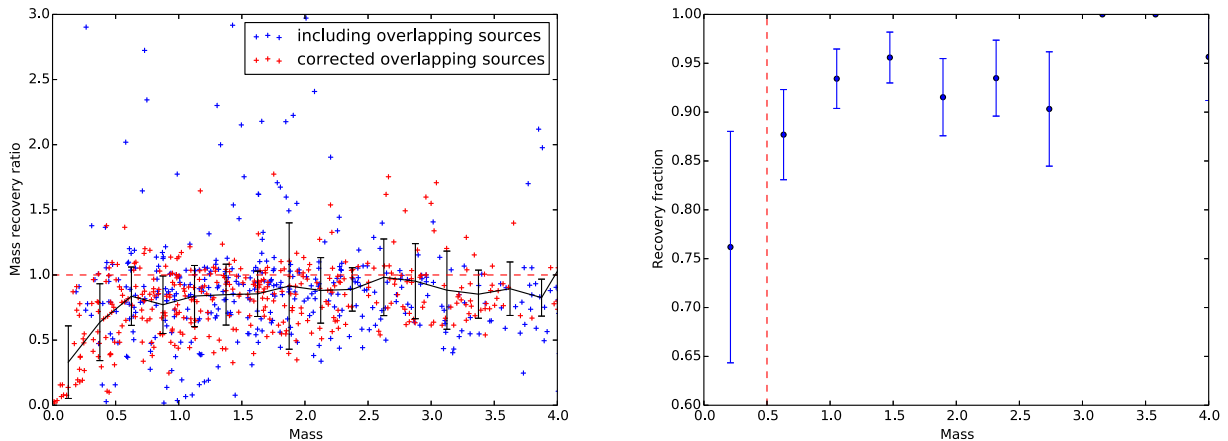 3.0
2.5
2.0
1.5
1.0
0.5
0.0
Mass recovery ratio
including overlapping sources
corrected overlapping sources
0.0 0.5 1.0 1.5 2.0 2.5 3.0 3.5 4.0
Mass
1.00
0.95
0.90
0.85
0.80
0.75
0.70
0.65
0.60
Recovery fraction
0.0 0.5 1.0 1.5 2.0 2.5 3.0 3.5 4.0
Mass